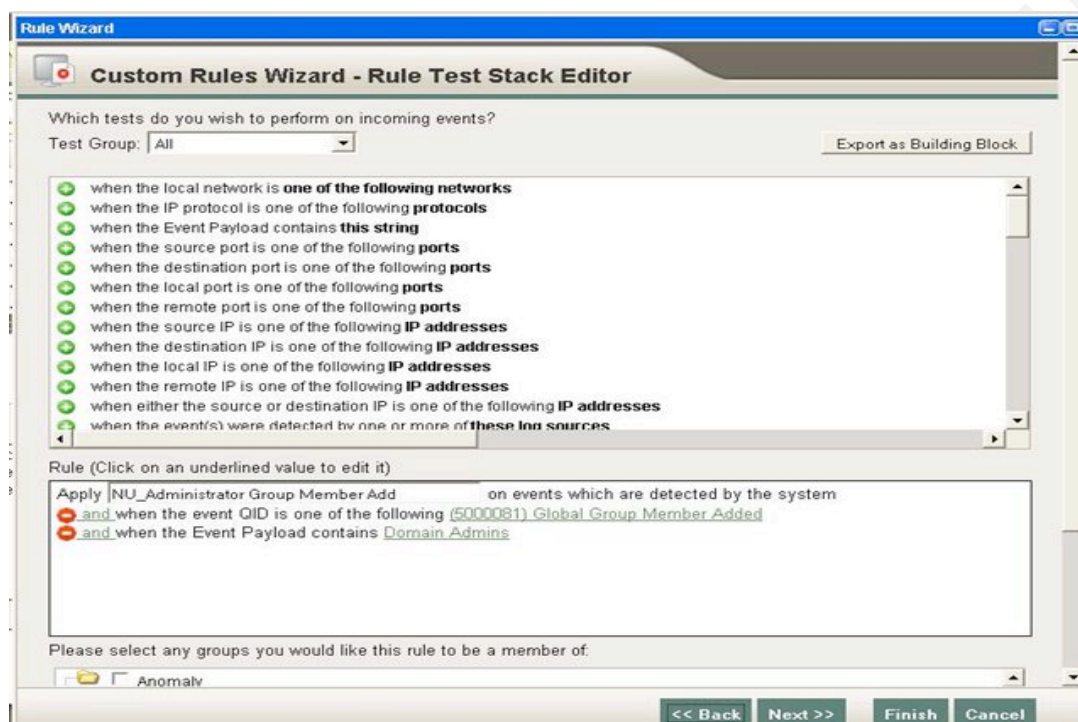 Rule Wizard
Custom Rules Wizard - Rule Test Stack Editor
Which tests do you wish to perform on incoming events?
Test Group: All
Export as Building Block
when the local network is one of the following networks
when the IP protocol is one of the following protocols
when the Event Payload contains this string
when the source port is one of the following ports
when the destination port is one of the following ports
when the local port is one of the following ports
when the remote port is one of the following ports
when the source IP is one of the following IP addresses
when the destination IP is one of the following IP addresses
when the local IP is one of the following IP addresses
when the remote IP is one of the following IP addresses
when either the source or destination IP is one of the following IP addresses
when the event(s) were detected by one or more of these log sources
Rule (Click on an underlined value to edit it)
Apply NU_Administrator Group Member Add on events which are detected by the system
and when the event QID is one of the following (5000081) Global Group Member Added
and when the Event Payload contains Domain Admins
Please select any groups you would like this rule to be a member of:
Anomaly
<< Back Next >> Finish Cancel